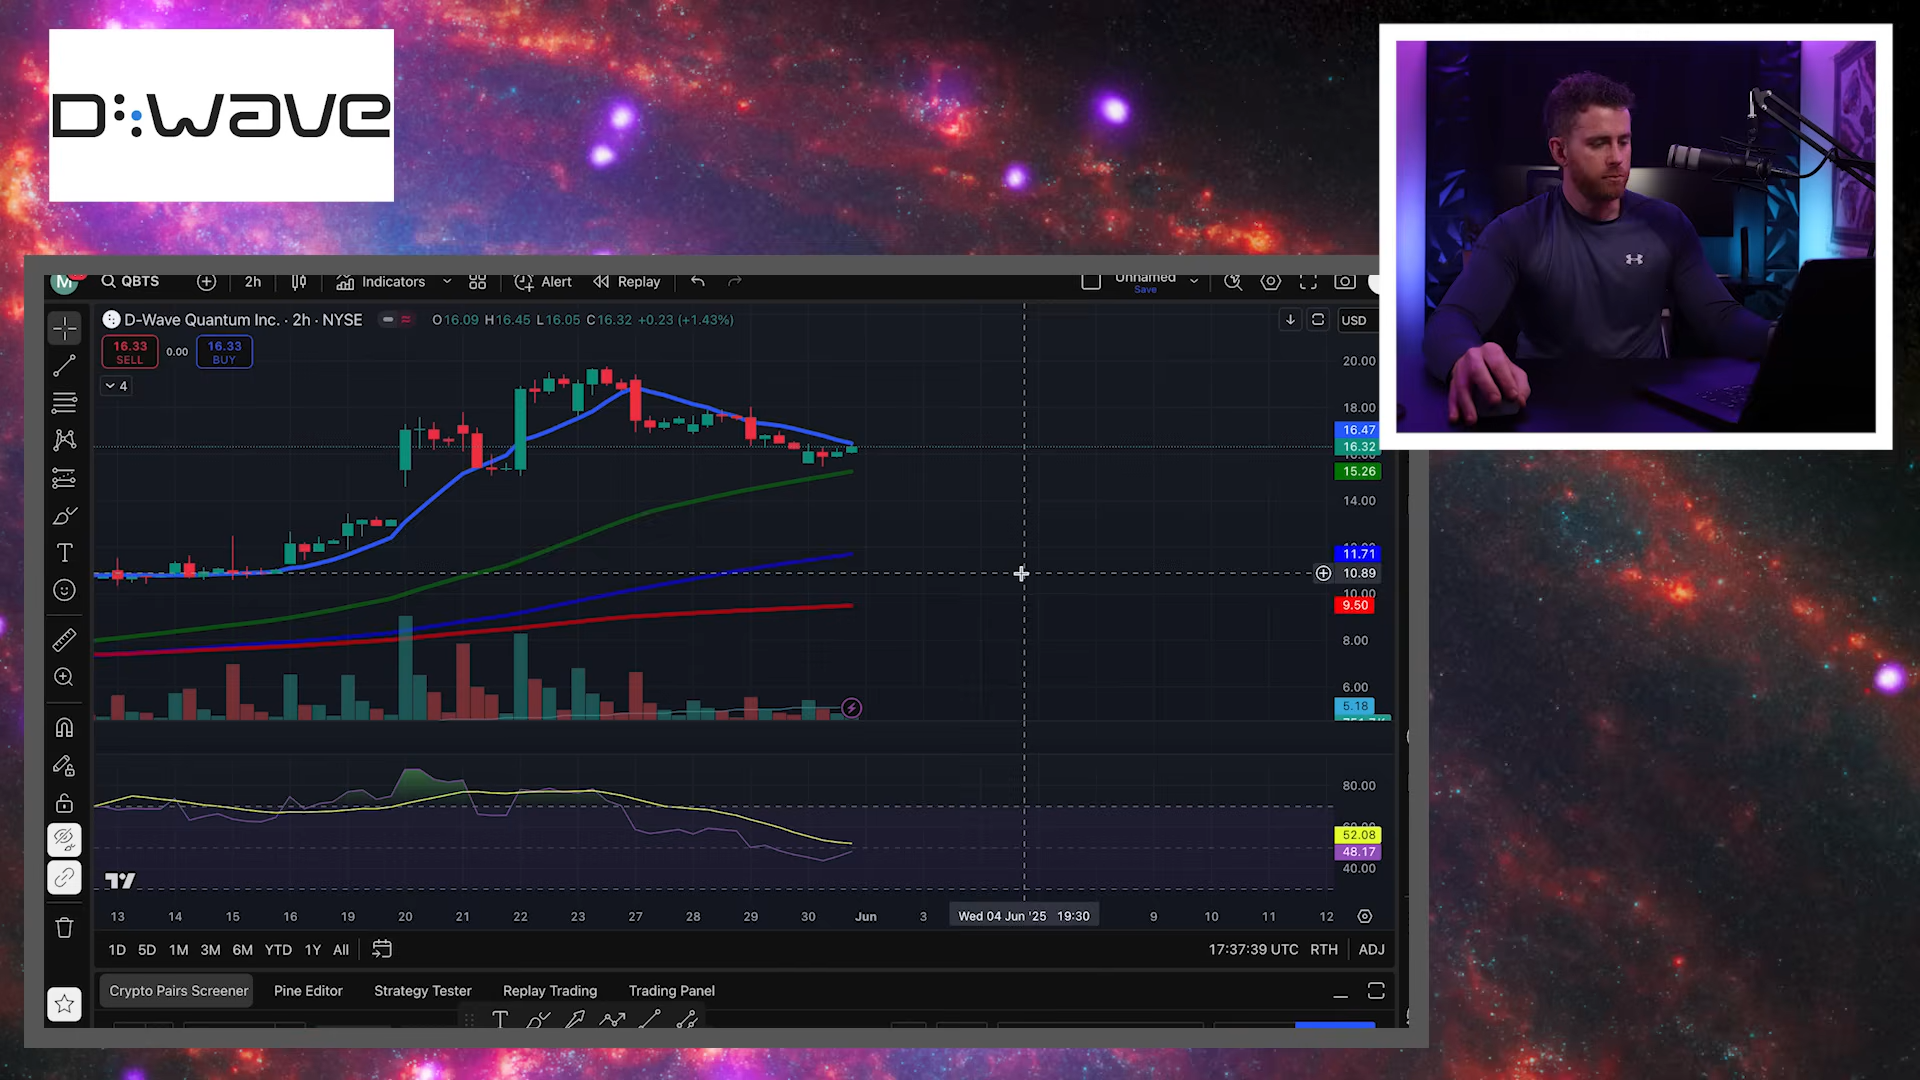 D:wave
M
QBTS
2h
Indicators
Alert
Replay
Unnamed
Save
D-Wave Quantum Inc. · 2h · NYSE
O16.09 H16.45 L16.05 C16.32 +0.23 (+1.43%)
USD
16.33
SELL
0.00
16.33
BUY
4
20.00
18.00
16.47
16.32
15.26
14.00
11.71
10.89
10.00
9.50
8.00
6.00
5.18
80.00
52.08
48.17
40.00
13 14 15 16 19 20 21 22 23 27 28 29 30 Jun 3 Wed 04 Jun '25 19:30 9 10 11 12
1D 5D 1M 3M 6M YTD 1Y All
17:37:39 UTC RTH ADJ
Crypto Pairs Screener Pine Editor Strategy Tester Replay Trading Trading Panel